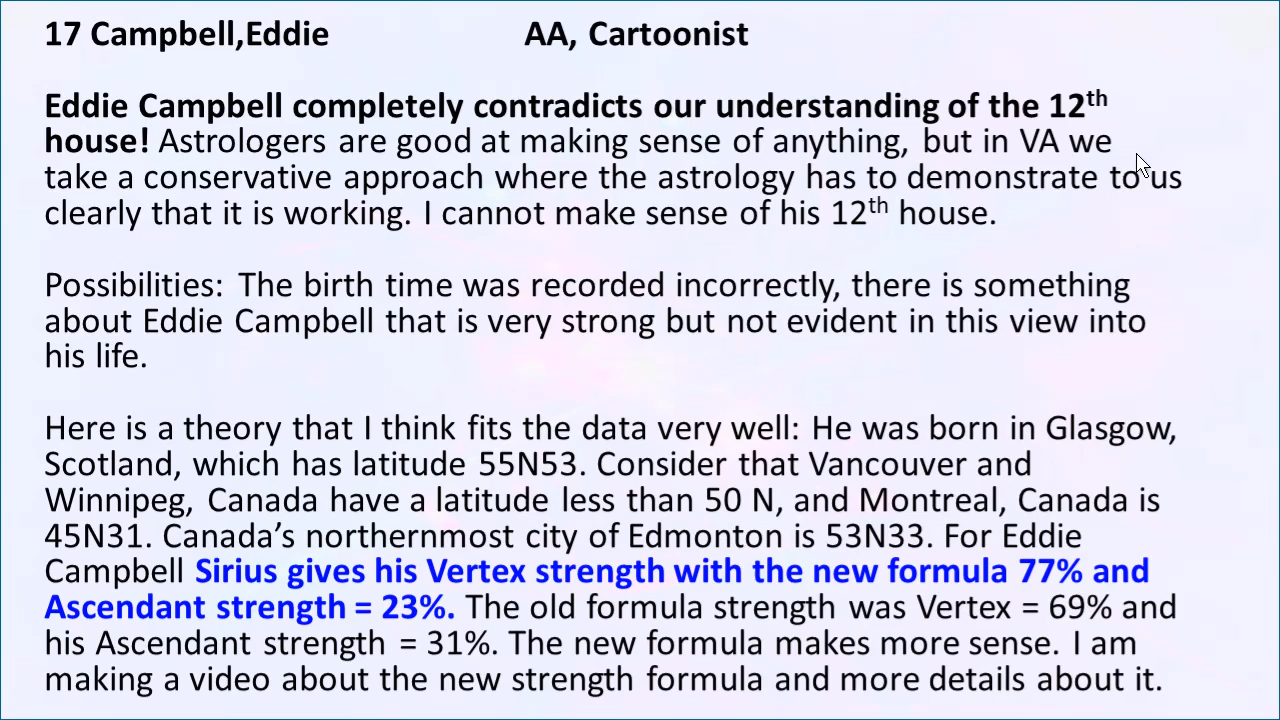 17 Campbell,Eddie AA, Cartoonist
Eddie Campbell completely contradicts our understanding of the 12th
house! Astrologers are good at making sense of anything, but in VA we
take a conservative approach where the astrology has to demonstrate to us
clearly that it is working. I cannot make sense of his 12th house.
Possibilities: The birth time was recorded incorrectly, there is something
about Eddie Campbell that is very strong but not evident in this view into
his life.
Here is a theory that I think fits the data very well: He was born in Glasgow,
Scotland, which has latitude 55N53. Consider that Vancouver and
Winnipeg, Canada have a latitude less than 50 N, and Montreal, Canada is
45N31. Canada’s northernmost city of Edmonton is 53N33. For Eddie
Campbell Sirius gives his Vertex strength with the new formula 77% and
Ascendant strength = 23%. The old formula strength was Vertex = 69% and
his Ascendant strength = 31%. The new formula makes more sense. I am
making a video about the new strength formula and more details about it.